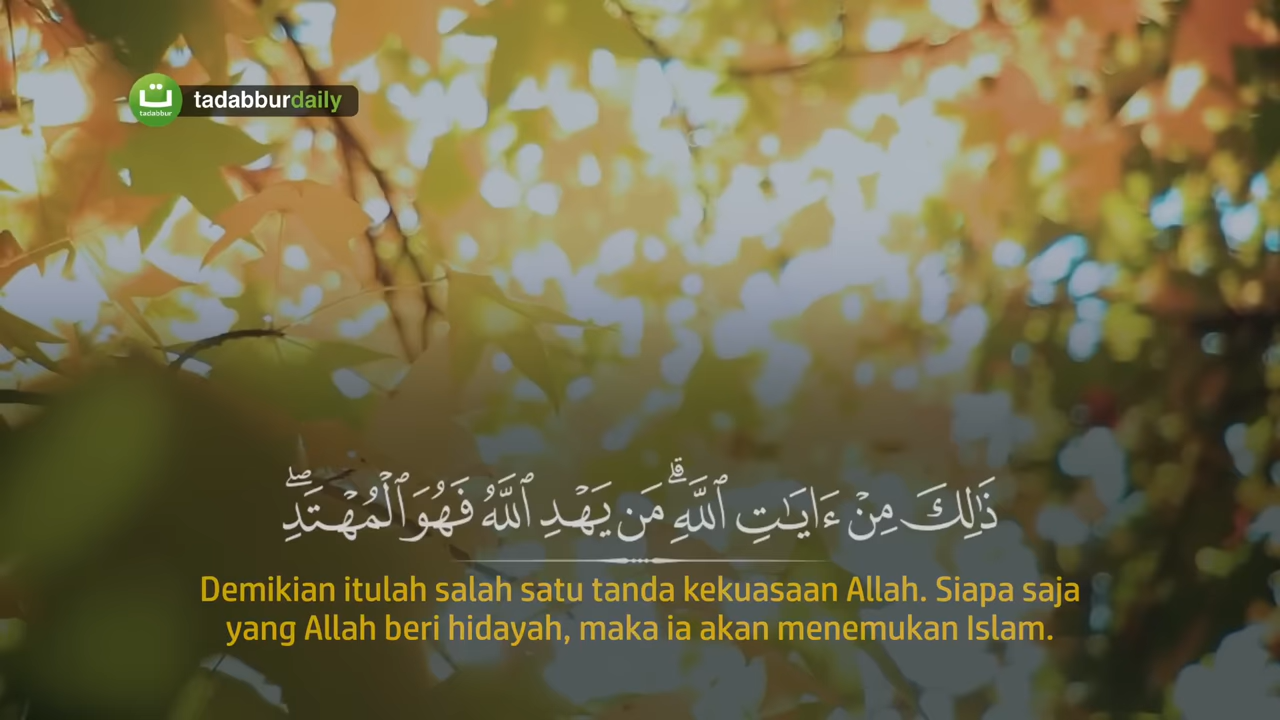 ت
tadabbur
tadabburdaily
ذَٰلِكَ مِنْ ءَايَـٰتِ ٱللَّهِ ۗ مَن يَهْدِ ٱللَّهُ فَهُوَ ٱلْمُهْتَدِ ۖ
Demikian itulah salah satu tanda kekuasaan Allah. Siapa saja
yang Allah beri hidayah, maka ia akan menemukan Islam.